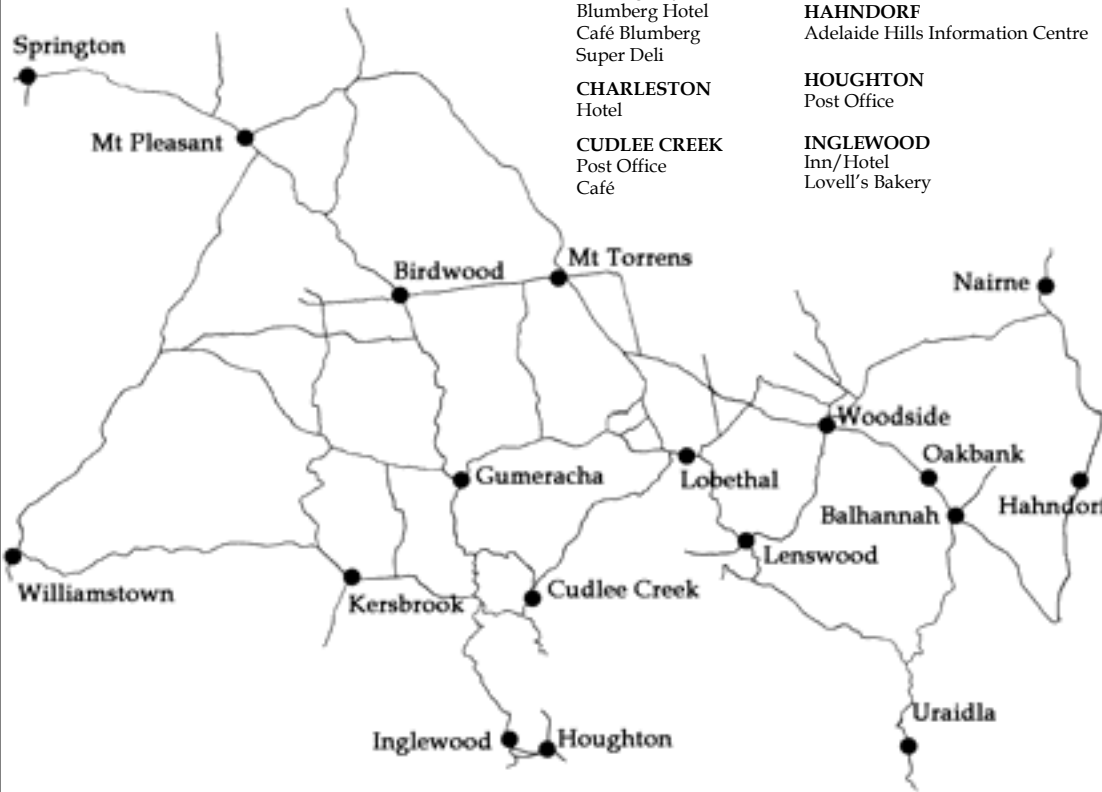 Blumberg Hotel
Café Blumberg
Super Deli
CHARLESTON
Hotel
CUDLEE CREEK
Post Office
Café
HAHNDORF
Adelaide Hills Information Centre
HOUGHTON
Post Office
INGLEWOOD
Inn/Hotel
Lovell's Bakery
Springton
Mt Pleasant
Mt Torrens
Birdwood
Nairne
Woodside
Oakbank
Gumeracha
Lobethal
Hahndorf
Balhannah
Lenswood
Williamstown
Kersbrook
Cudlee Creek
Uraidla
Inglewood
Houghton